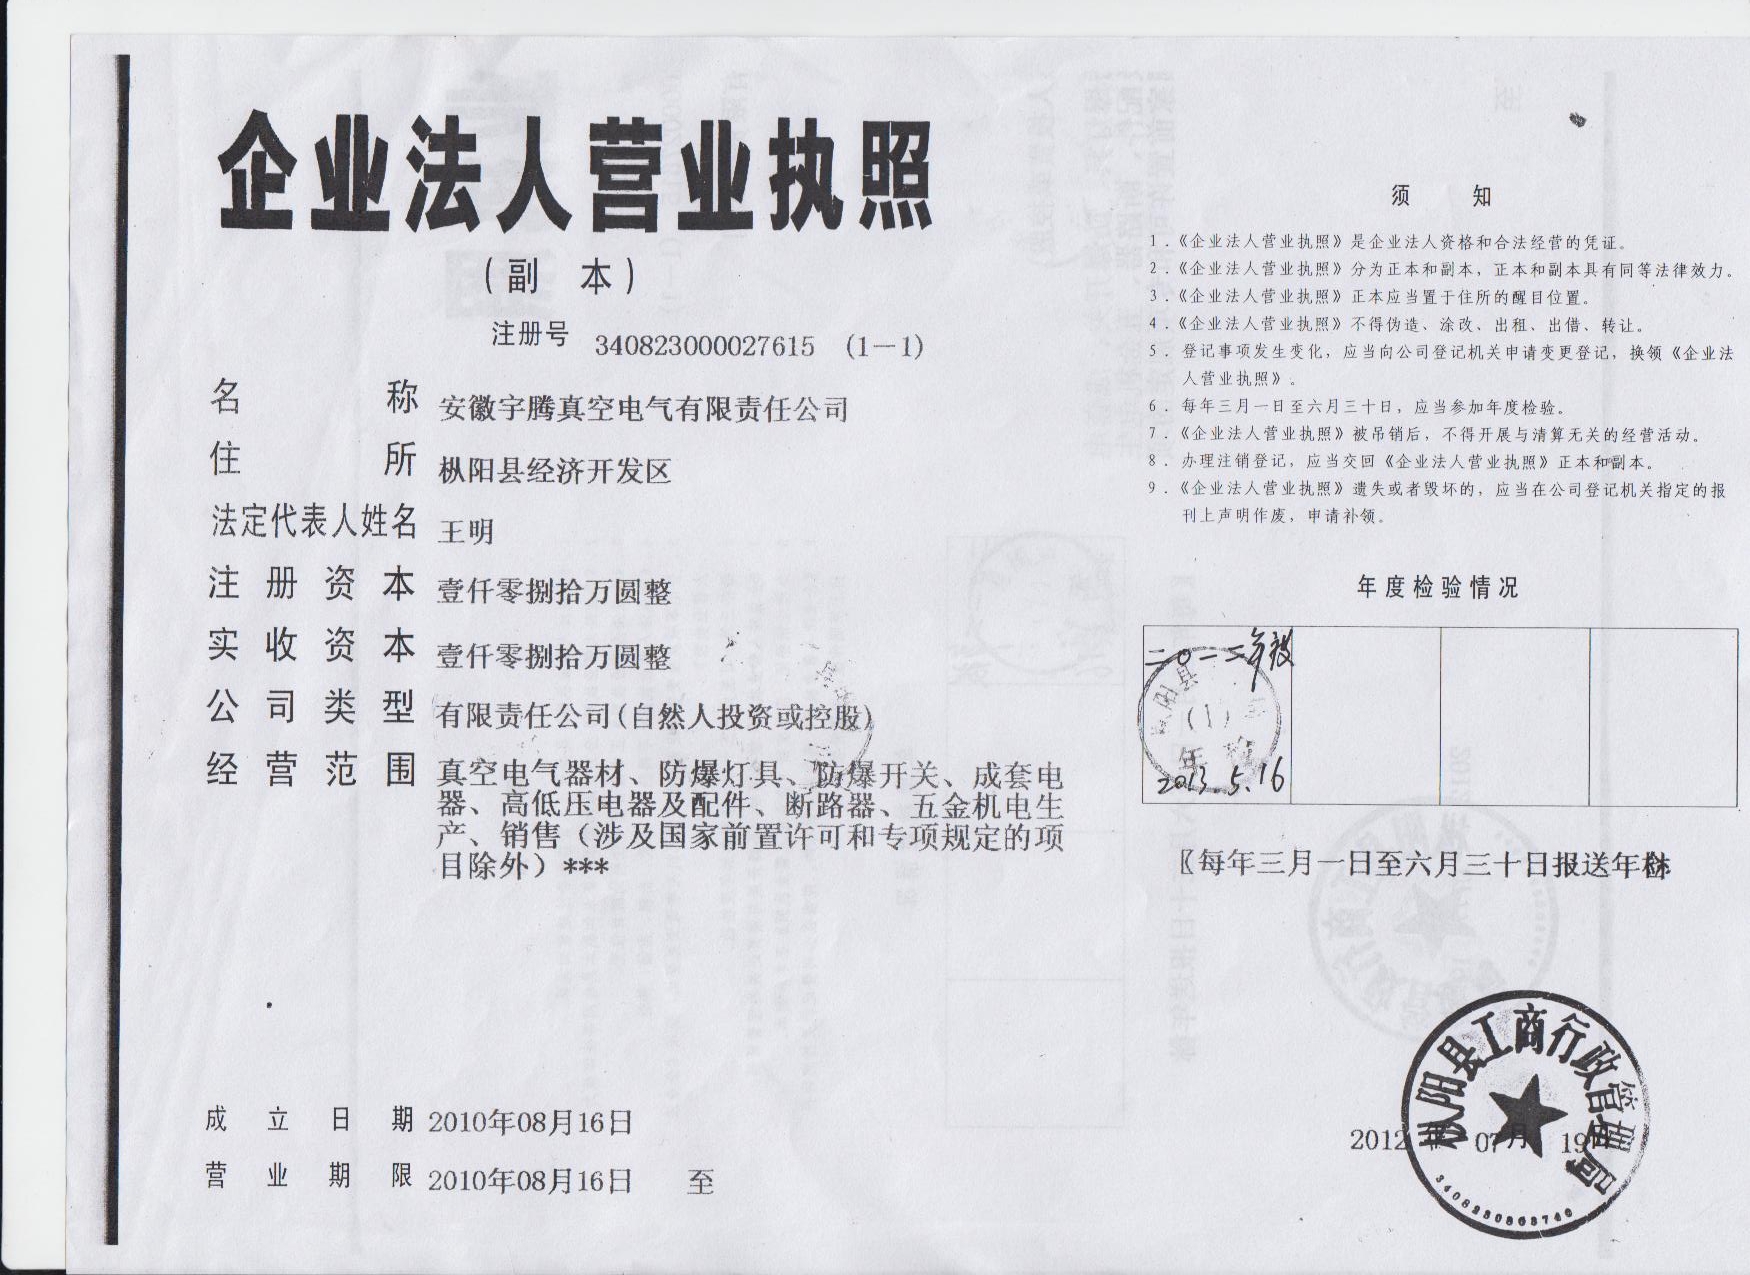 企业法人营业执照
（副 本）
注册号 340823000027615 (1－1)
名称 安徽宇腾真空电气有限责任公司
住所 枞阳县经济开发区
法定代表人姓名 王明
注册资本 壹仟零捌拾万圆整
实收资本 壹仟零捌拾万圆整
公司类型 有限责任公司(自然人投资或控股)
经营范围 真空电气器材、防爆灯具、防爆开关、成套电
器、高低压电器及配件、断路器、五金机电生
产、销售（涉及国家前置许可和专项规定的项
目除外）***
成立日期 2010年08月16日
营业期限 2010年08月16日 至
须 知
1．《企业法人营业执照》是企业法人资格和合法经营的凭证。
2．《企业法人营业执照》分为正本和副本，正本和副本具有同等法律效力。
3．《企业法人营业执照》正本应当置于住所的醒目位置。
4．《企业法人营业执照》不得伪造、涂改、出租、出借、转让。
5．登记事项发生变化，应当向公司登记机关申请变更登记，换领《企业法
人营业执照》。
6．每年三月一日至六月三十日，应当参加年度检验。
7．《企业法人营业执照》被吊销后，不得开展与清算无关的经营活动。
8．办理注销登记，应当交回《企业法人营业执照》正本和副本。
9．《企业法人营业执照》遗失或者毁坏的，应当在公司登记机关指定的报
刊上声明作废，申请补领。
年度检验情况
二〇一二年度
阳县
(1)
年检
2013.5.16
〖每年三月一日至六月三十日报送年检
枞阳县工商行政管理局
2012年 07月 19日